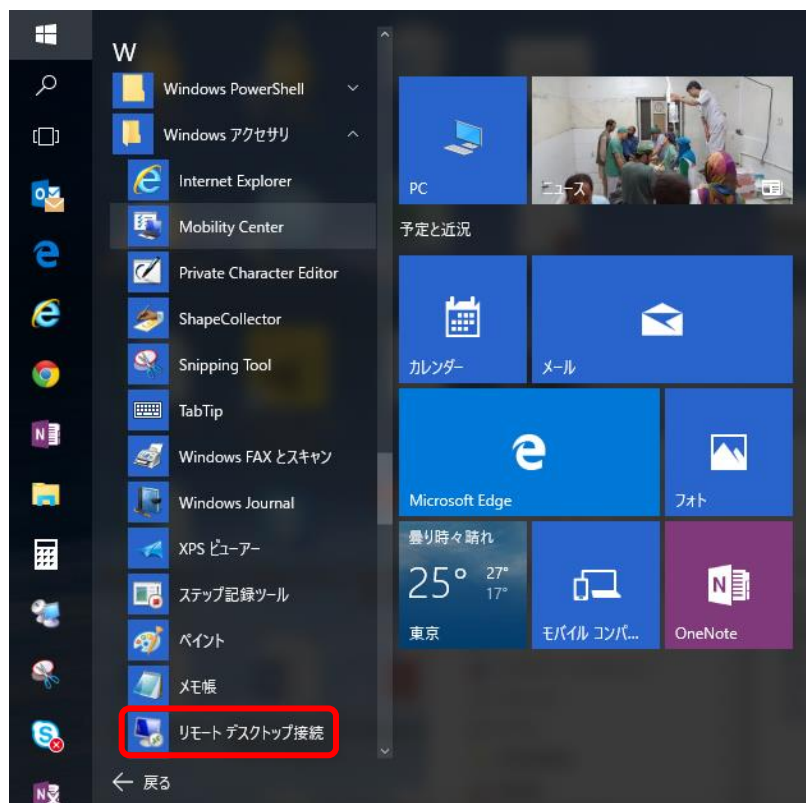 W
Windows PowerShell
Windows アクセサリ
Internet Explorer
Mobility Center
Private Character Editor
ShapeCollector
Snipping Tool
TabTip
Windows FAX とスキャン
Windows Journal
XPS ビューアー
ステップ記録ツール
ペイント
メモ帳
リモート デスクトップ接続
戻る
PC
ニュース
予定と近況
カレンダー
メール
Microsoft Edge
フォト
曇り時々晴れ
25° 27°
17°
東京
モバイル コンパ...
OneNote